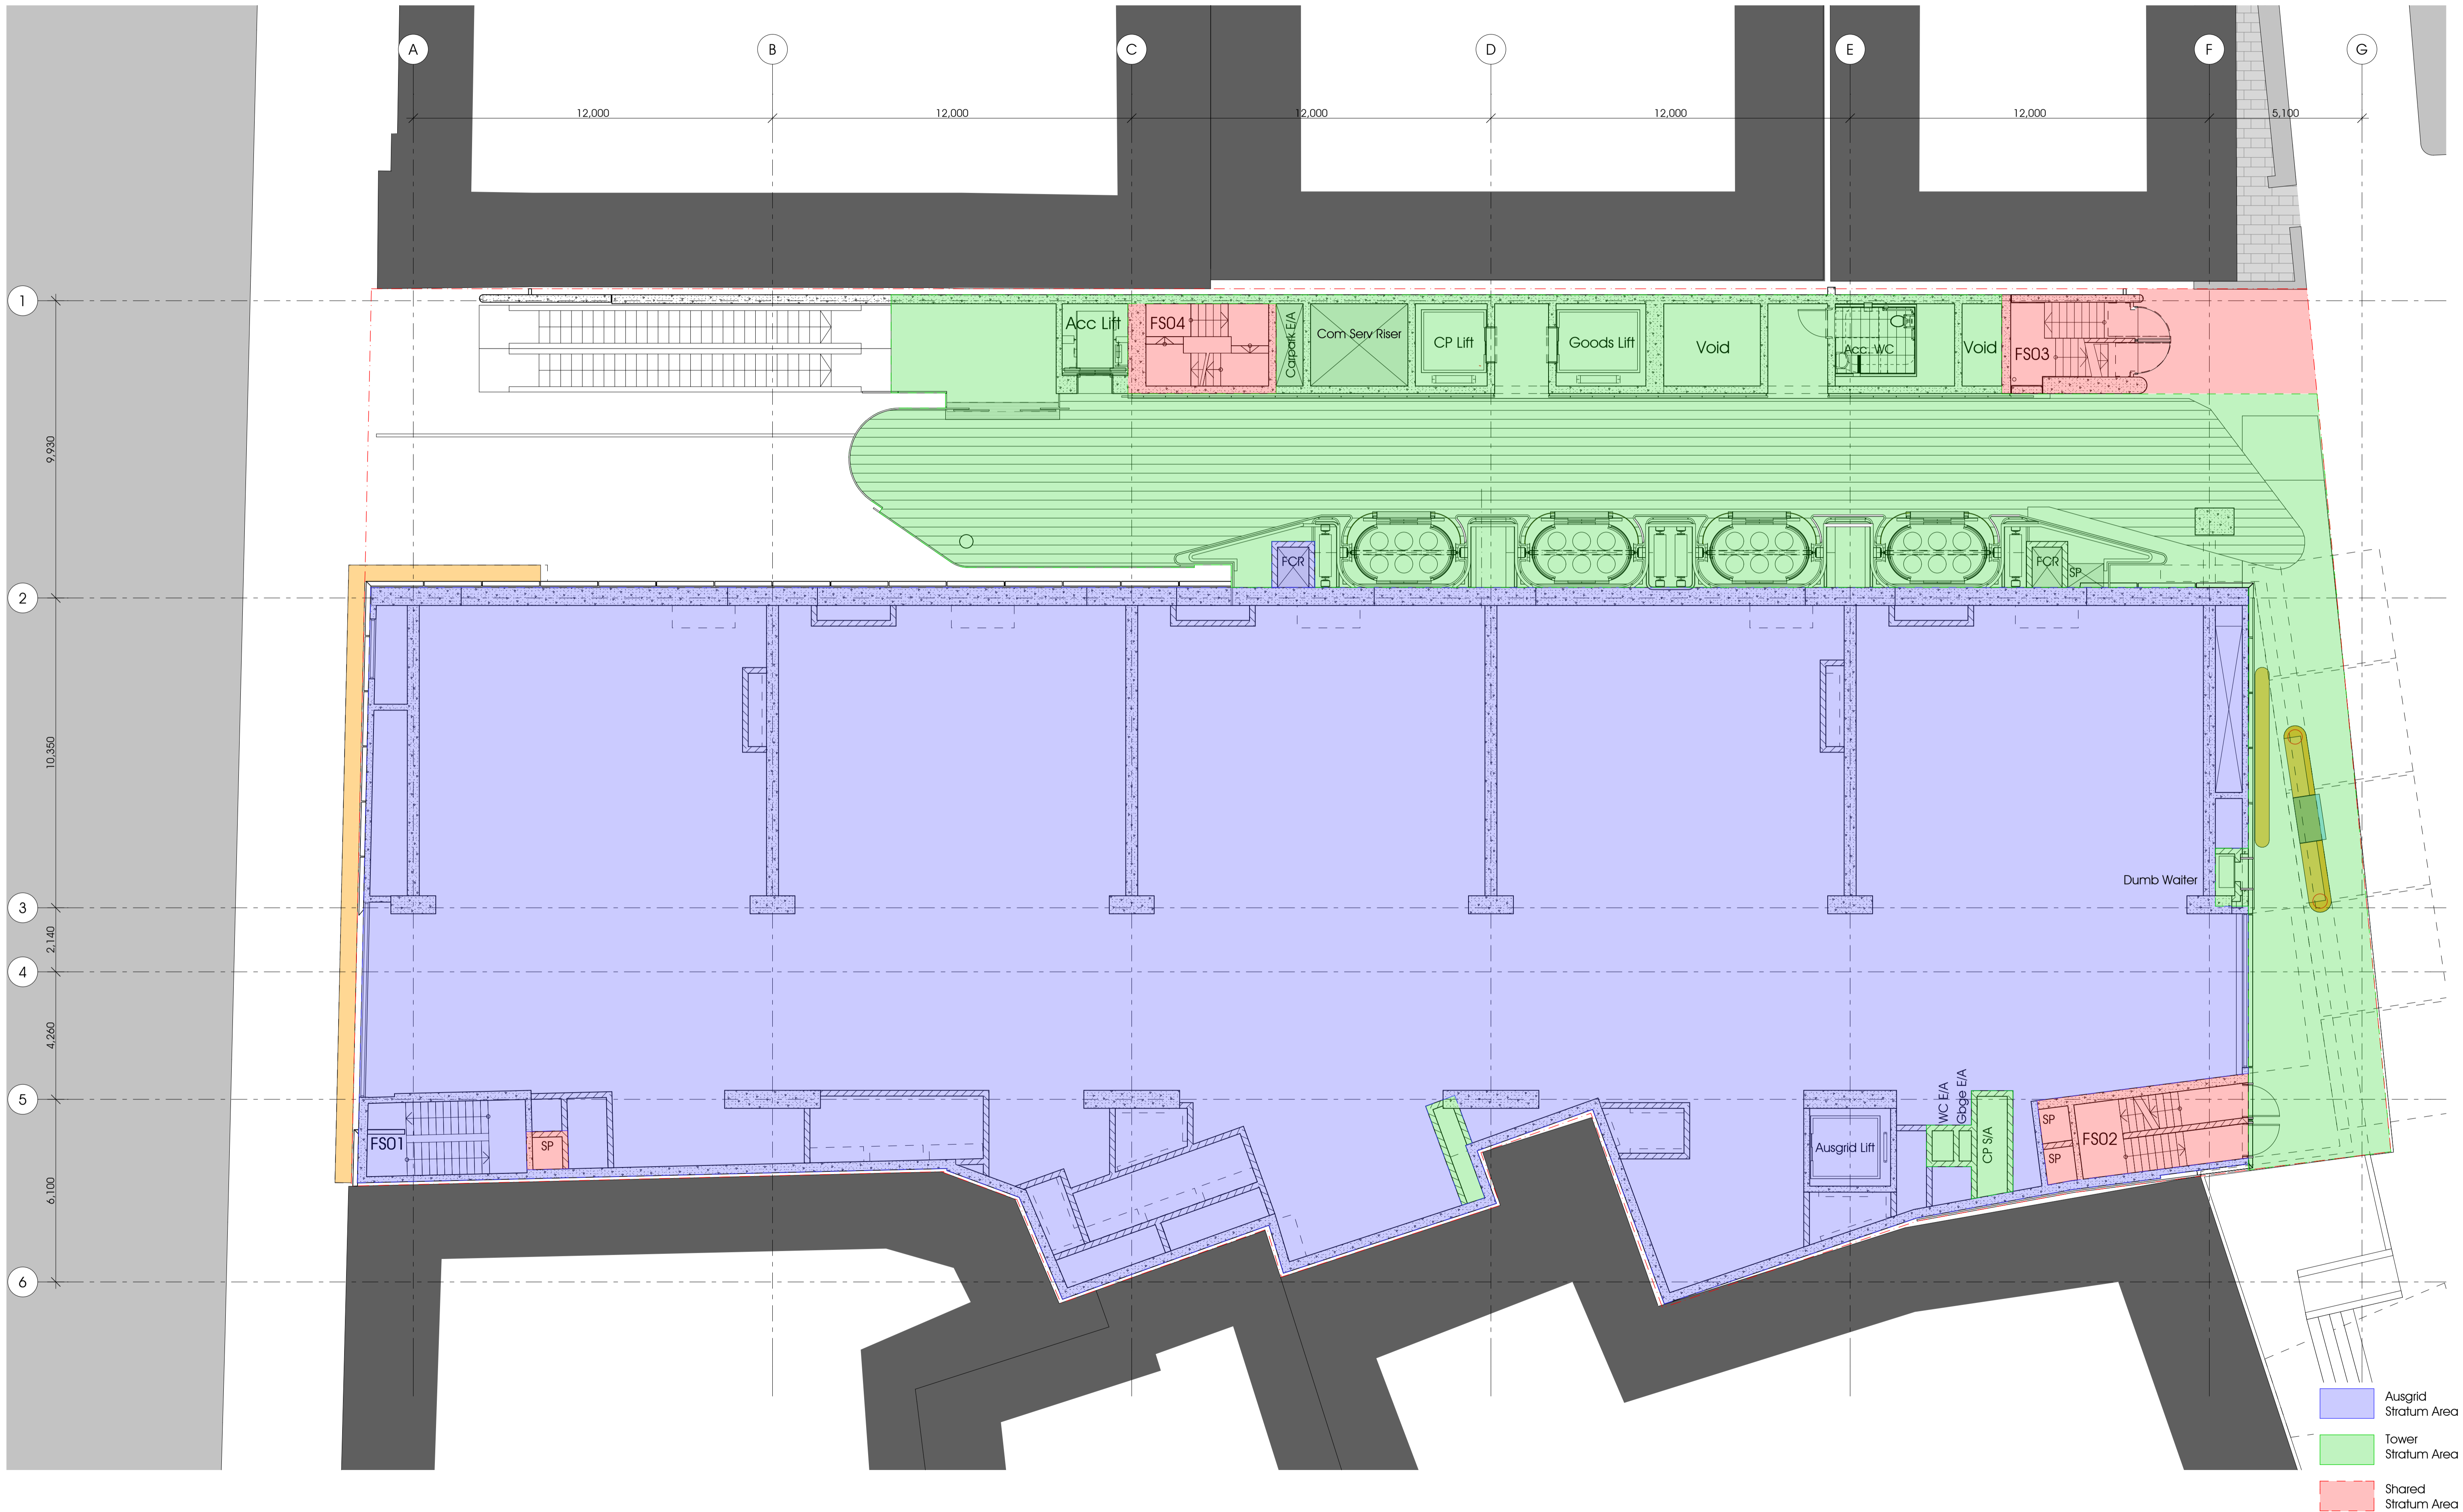 A
B
C
D
E
F
G
12,000
12,000
12,000
12,000
12,000
5,100
1
Acc Lift
FS04
Carpark E/A
Com Serv Riser
CP Lift
Goods Lift
Void
Acc. WC
Void
FS03
9,930
FCR
FCR
SP
2
10,350
Dumb Waiter
3
2,140
4
4,260
5
FS01
SP
Ausgrid Lift
WC E/A
Gbge E/A
CP S/A
SP
SP
FS02
6,100
6
Ausgrid
Stratum Area
Tower
Stratum Area
Shared
Stratum Area